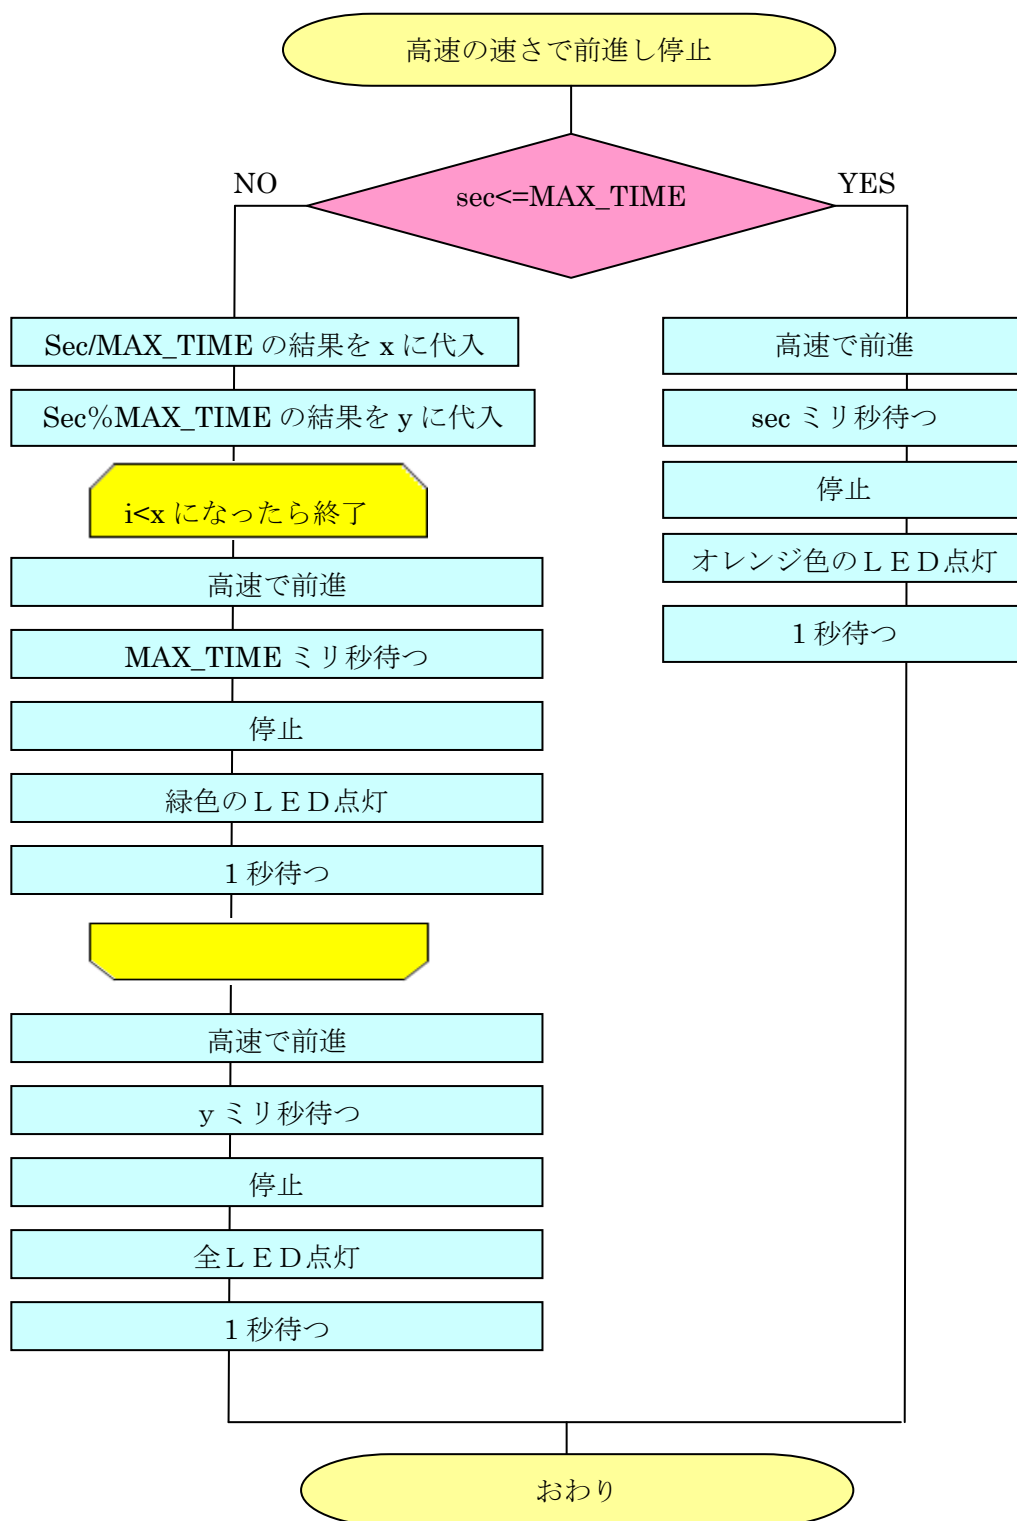 高速の速さで前進し停止
sec<=MAX_TIME
NO
YES
Sec/MAX_TIME の結果を x に代入
Sec%MAX_TIME の結果を y に代入
i<x になったら終了
高速で前進
MAX_TIME ミリ秒待つ
停止
緑色のＬＥＤ点灯
1 秒待つ
高速で前進
y ミリ秒待つ
停止
全ＬＥＤ点灯
1 秒待つ
高速で前進
sec ミリ秒待つ
停止
オレンジ色のＬＥＤ点灯
1 秒待つ
おわり